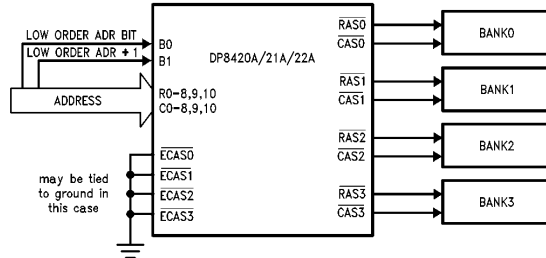 LOW ORDER ADR BIT
LOW ORDER ADR + 1
ADDRESS
B0
B1
R0-8,9,10
C0-8,9,10
DP8420A/21A/22A
ECAS0
ECAS1
ECAS2
ECAS3
may be tied
to ground in
this case
RAS0
CAS0
RAS1
CAS1
RAS2
CAS2
RAS3
CAS3
BANK0
BANK1
BANK2
BANK3